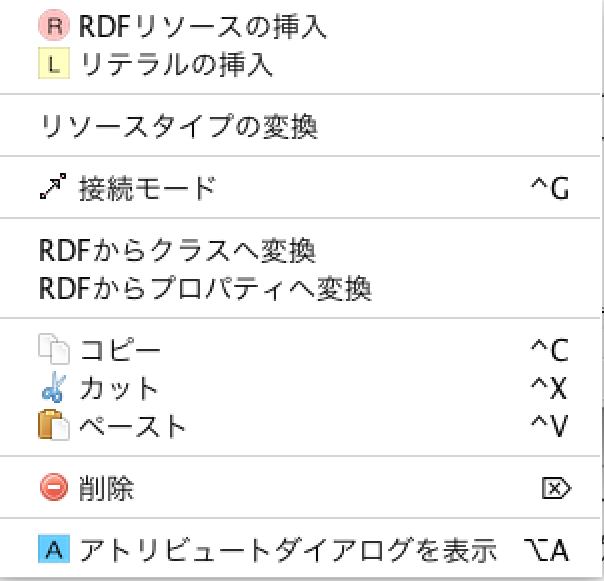 R RDFリソースの挿入
L リテラルの挿入
リソースタイプの変換
接続モード ^G
RDFからクラスへ変換
RDFからプロパティへ変換
コピー ^C
カット ^X
ペースト ^V
削除 ⌦
A アトリビュートダイアログを表示 ⌥A